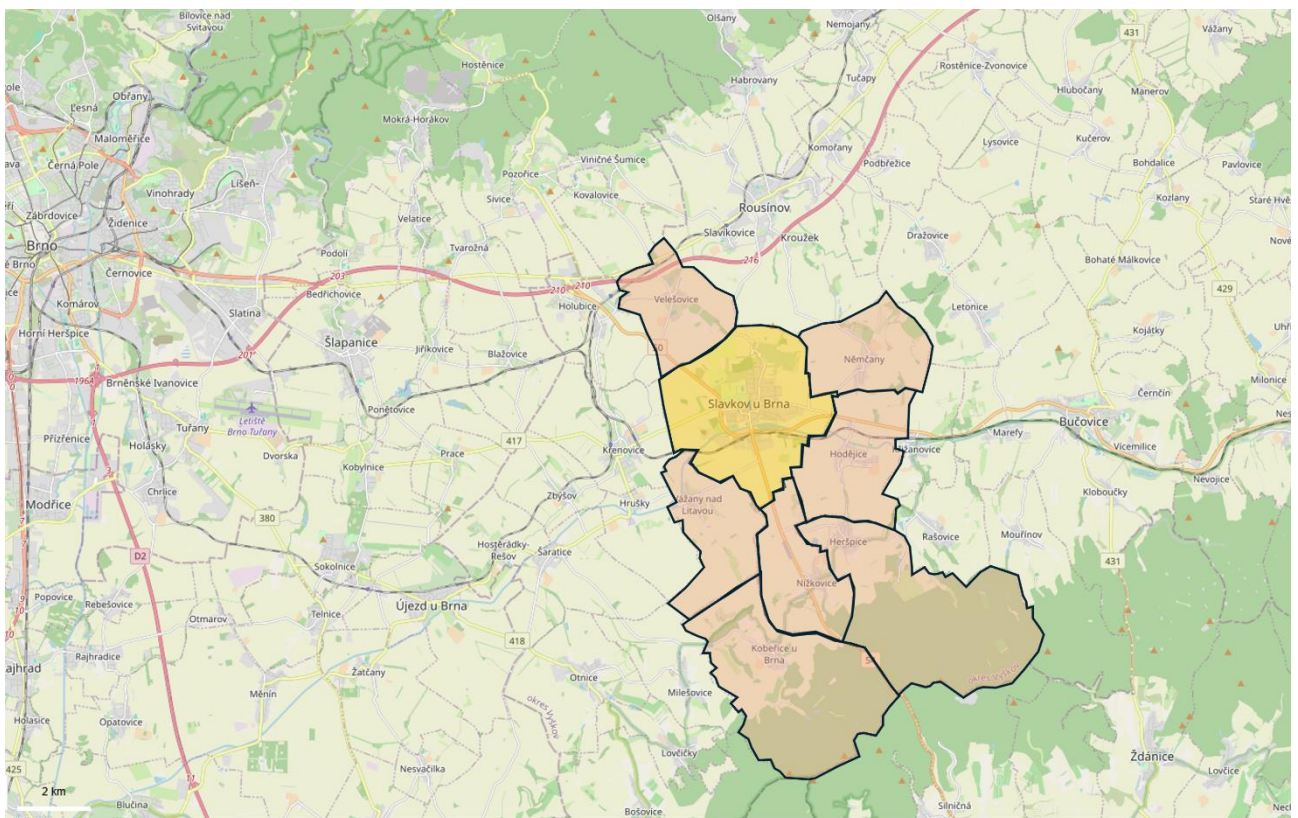 Bílovice nad
Svitavou
Olšany
Nemojany
431
Vážany
Hostěnice
Habrovany
Tučapy
Rostěnice-Zvonovice
Hlubočany
Manerov
Obřany
Lesná
Maloměřice
Mokrá-Horákov
Komořany
Lysovice
Kučerov
Černá Pole
Viničné Šumice
Podbřežice
Bohdalice
Pavlovice
Pozořice
Vinohrady
Líšeň
Kovalovice
Sivice
Kozlany
Zábrdovice
Židenice
Velatice
Rousínov
Slavíkovice
Kroužek
Dražovice
Brno
Tvarožná
Podolí
Černovice
203
216
Bohaté Málkovice
Bedřichovice
210
210
429
Komárov
Velešovice
Holubice
Letonice
Slatina
Horní Heršpice
Šlapanice
Jiříkovice
Blažovice
Němčany
Kojátky
201
196A
Brněnské Ivanovice
Milonice
Černčín
Ponětovice
Slavkov u Brna
Letiště
Brno-Tuřany
Tuřany
Přízřenice
Holásky
Bučovice
Marefy
Vícemilice
417
Křenovice
Křižanovice
Dvorska
Prace
Hodějice
Kobylnice
Nevojice
Chrlice
Zbýšov
Hrušky
Vážany nad
Litavou
Kloboučky
Modřice
380
Rašovice
Mouřínov
Hostěrádky-
Rešov
Šaratice
Heršpice
D2
Sokolnice
431
Nížkovice
Popovice
Rebešovice
Telnice
Újezd u Brna
Otmarov
418
Rajhradice
Kobeřice u
Brna
Žatčany
okres Vyškov
okres Vyškov
Měnín
Otnice
Milešovice
Holasice
Opatovice
Lovčičky
Ždánice
425
Nesvačilka
Lovčice
11
2 km
Blučina
Bošovice
Silničná